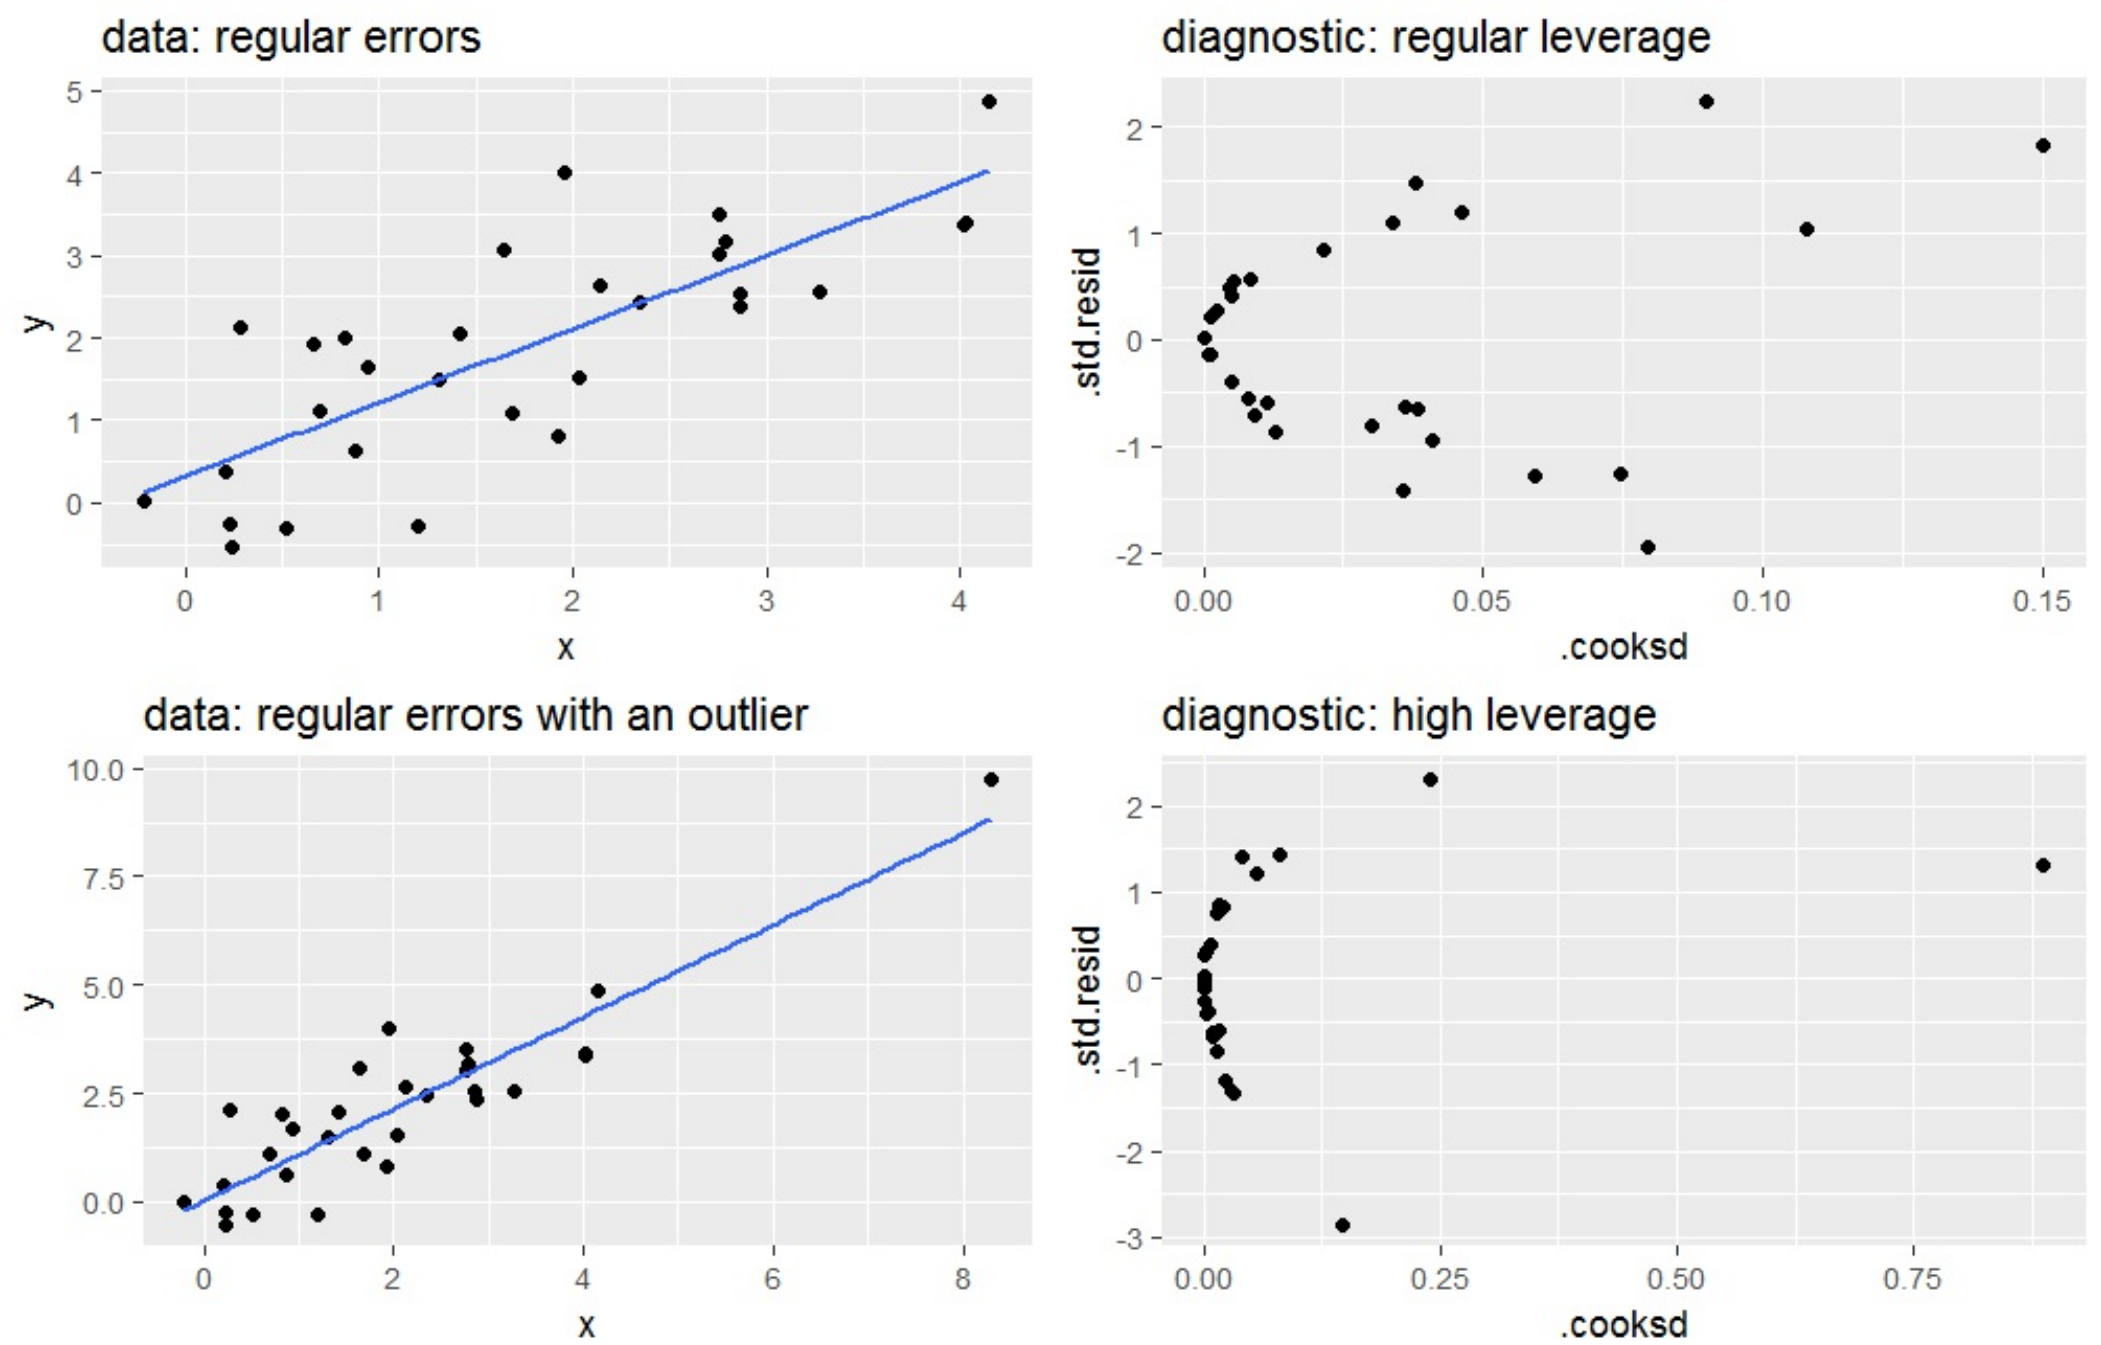 data: regular errors
y
5
4
3
2
1
0
0 1 2 3 4
x
diagnostic: regular leverage
.std.resid
2
1
0
-1
-2
0.00 0.05 0.10 0.15
.cooksd
data: regular errors with an outlier
y
10.0
7.5
5.0
2.5
0.0
0 2 4 6 8
x
diagnostic: high leverage
.std.resid
2
1
0
-1
-2
-3
0.00 0.25 0.50 0.75
.cooksd